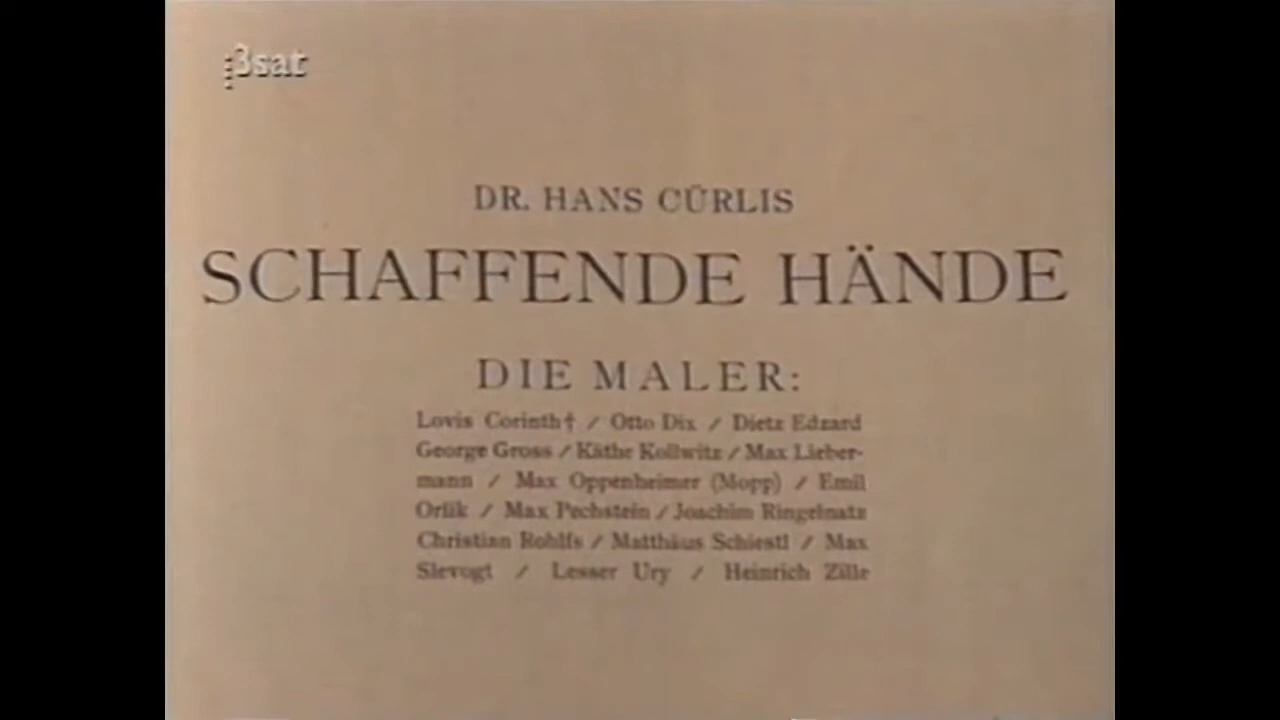 3sat
DR. HANS CÜRLIS
SCHAFFENDE HÄNDE
DIE MALER:
Lovis Corinth† / Otto Dix / Dietz Edzard
George Gross / Käthe Kollwitz / Max Lieber-
mann / Max Oppenheimer (Mopp) / Emil
Orlik / Max Pechstein / Joachim Ringelnatz
Christian Rohlfs / Matthäus Schiestl / Max
Slevogt / Lesser Ury / Heinrich Zille